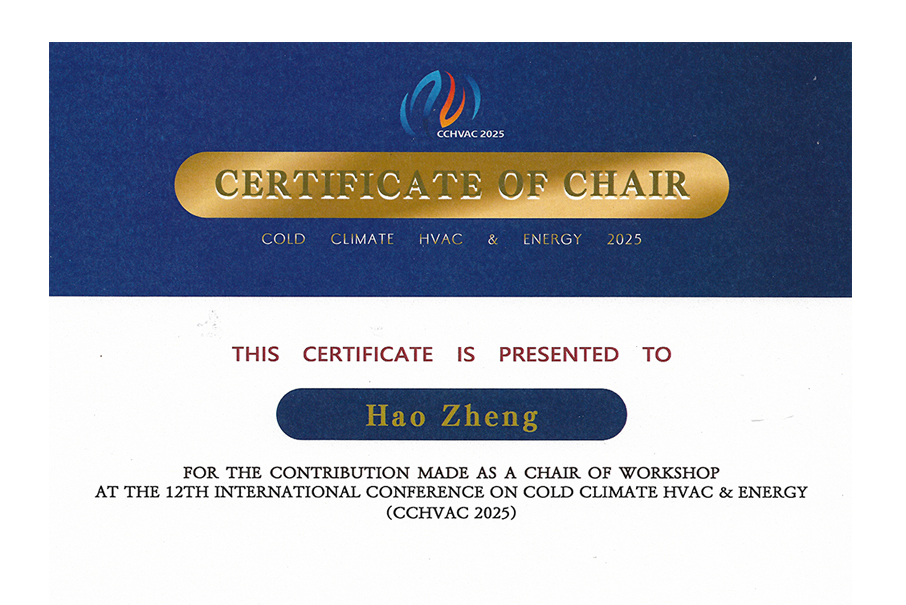 CCHVAC 2025
CERTIFICATE OF CHAIR
COLD CLIMATE HVAC & ENERGY 2025
THIS CERTIFICATE IS PRESENTED TO
Hao Zheng
FOR THE CONTRIBUTION MADE AS A CHAIR OF WORKSHOP
AT THE 12TH INTERNATIONAL CONFERENCE ON COLD CLIMATE HVAC & ENERGY
(CCHVAC 2025)